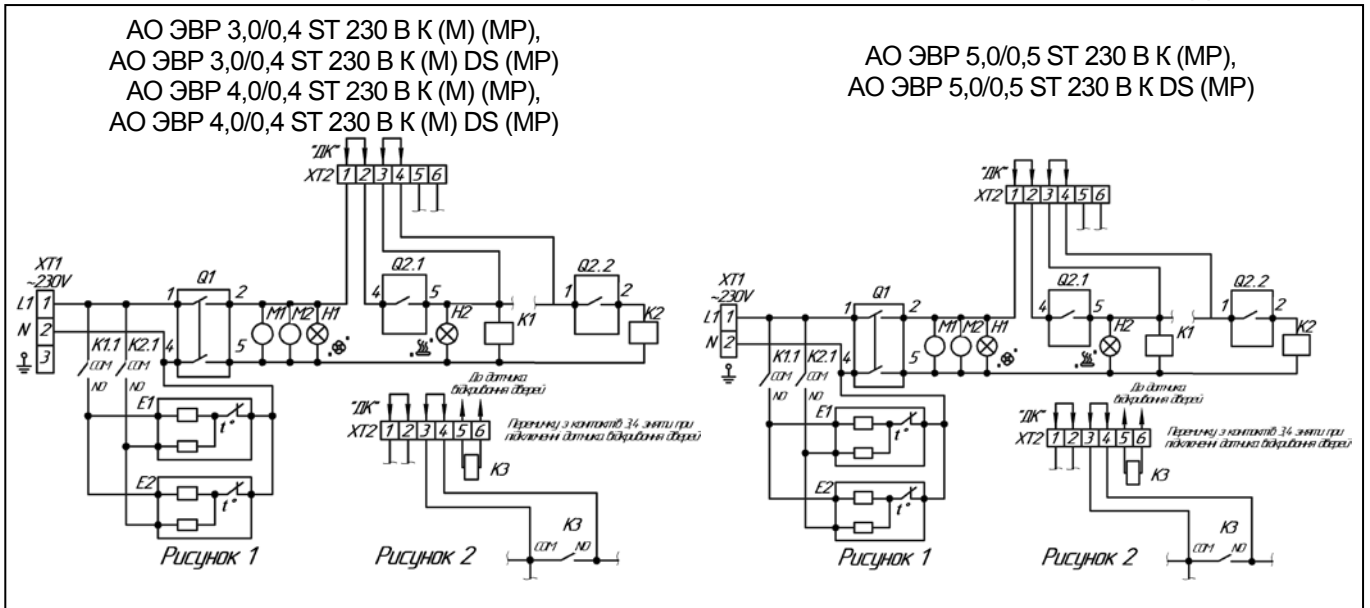 АО ЭВР 3,0/0,4 ST 230 В К (М) (МР),
АО ЭВР 3,0/0,4 ST 230 В К (М) DS (МР)
АО ЭВР 4,0/0,4 ST 230 В К (М) (МР),
АО ЭВР 4,0/0,4 ST 230 В К (М) DS (МР)
"ДК"
XT2 1 2 3 4 5 6
XT1
~230V
L1 1
N 2
3
Q1
1 2
4 5
M1 M2 H1
Q2.1
4 5
H2
K1
Q2.2
1 2
K2
K1.1 K2.1
COM COM
NO NO
E1
t°
E2
t°
"ДК"
XT2 1 2 3 4 5 6
До датчика
відкривання дверей
Перемичку з контактів 3,4 зняти при
підключенні датчика відкривання дверей
K3
K3
COM NO
Рисунок 1
Рисунок 2
АО ЭВР 5,0/0,5 ST 230 В К (МР),
АО ЭВР 5,0/0,5 ST 230 В К DS (МР)
"ДК"
XT2 1 2 3 4 5 6
XT1
~230V
L1 1
N 2
Q1
1 2
4 5
M1 M2 H1
Q2.1
4 5
H2
K1
Q2.2
1 2
K2
K1.1 K2.1
COM COM
NO NO
E1
t°
E2
t°
"ДК"
XT2 1 2 3 4 5 6
До датчика
відкривання дверей
Перемичку з контактів 3,4 зняти при
підключенні датчика відкривання дверей
K3
K3
COM NO
Рисунок 1
Рисунок 2